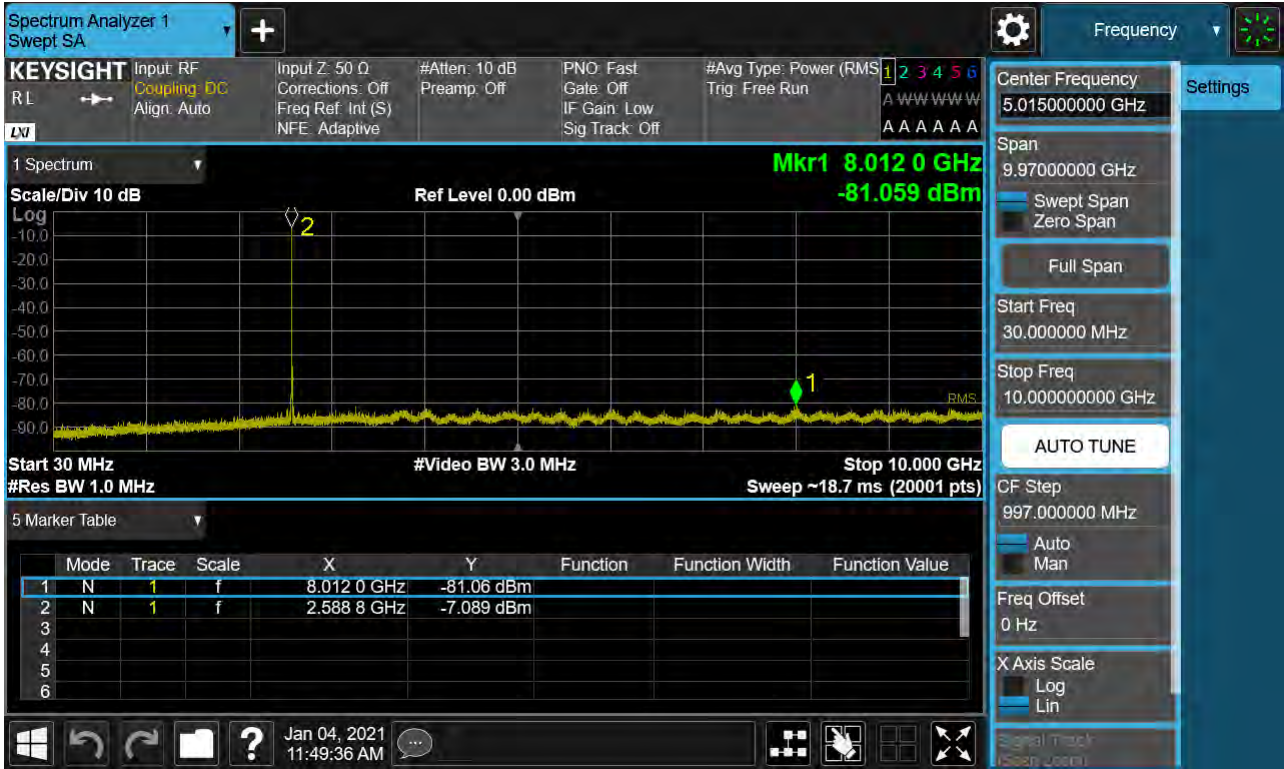 Spectrum Analyzer 1
Swept SA
Frequency
KEYSIGHT
R L
LXI
Input: RF
Coupling: DC
Align: Auto
Input Z: 50 Ω
Corrections: Off
Freq Ref: Int (S)
NFE: Adaptive
#Atten: 10 dB
Preamp: Off
PNO: Fast
Gate: Off
IF Gain: Low
Sig Track: Off
#Avg Type: Power (RMS
Trig: Free Run
1 2 3 4 5 6
A W W W W W
A A A A A A
1 Spectrum
Mkr1 8.012 0 GHz
Scale/Div 10 dB
Ref Level 0.00 dBm
-81.059 dBm
Log
-10.0
-20.0
-30.0
-40.0
-50.0
-60.0
-70.0
-80.0
-90.0
2
1
RMS
Start 30 MHz
#Video BW 3.0 MHz
Stop 10.000 GHz
#Res BW 1.0 MHz
Sweep ~18.7 ms (20001 pts)
5 Marker Table
Mode Trace Scale X Y Function Function Width Function Value
1 N 1 f 8.012 0 GHz -81.06 dBm
2 N 1 f 2.588 8 GHz -7.089 dBm
3
4
5
6
?
Jan 04, 2021
11:49:36 AM
Center Frequency
5.015000000 GHz
Settings
Span
9.97000000 GHz
Swept Span
Zero Span
Full Span
Start Freq
30.000000 MHz
Stop Freq
10.000000000 GHz
AUTO TUNE
CF Step
997.000000 MHz
Auto
Man
Freq Offset
0 Hz
X Axis Scale
Log
Lin
Signal Track
(Span Zoom)